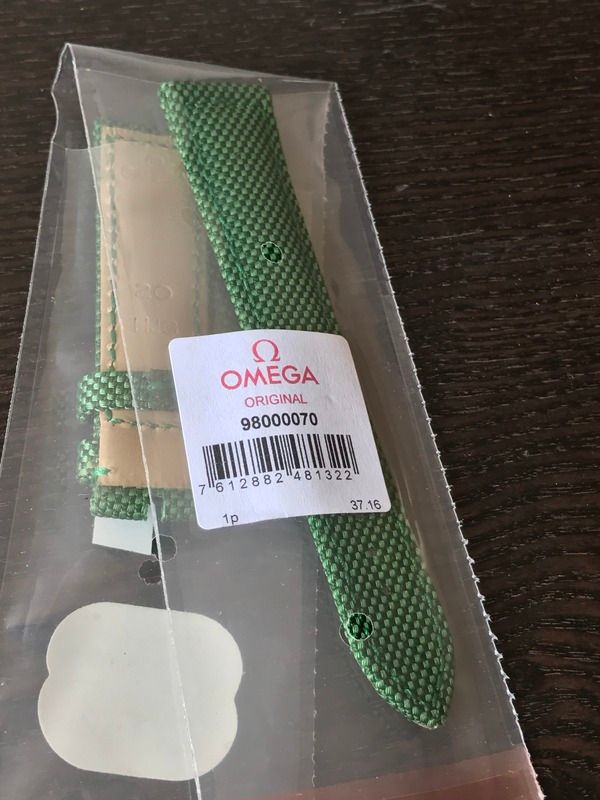 Ω
OMEGA
ORIGINAL
98000070
7 612882 481322
1p 37.16